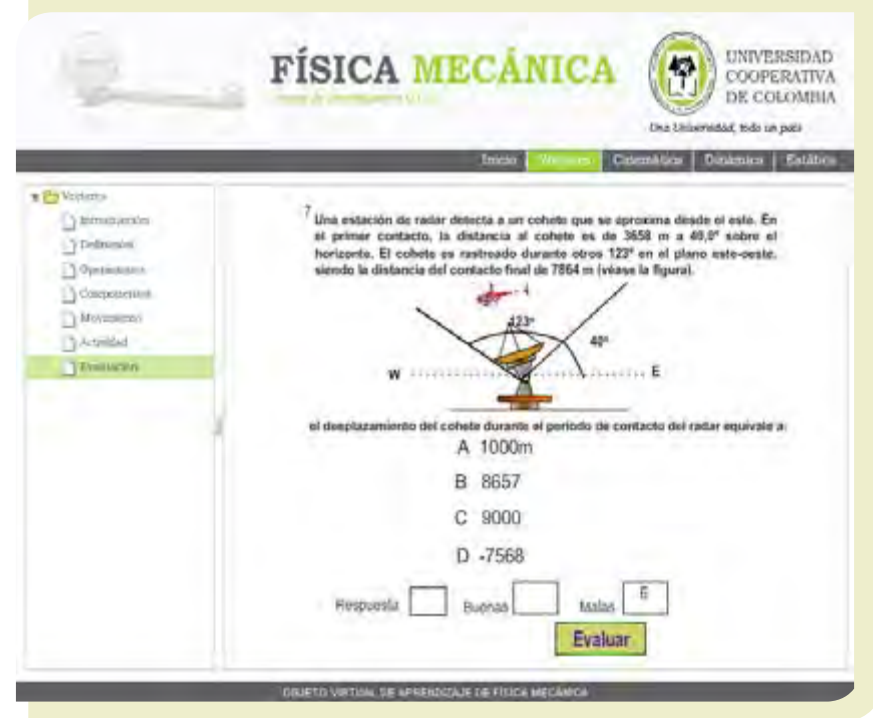 FÍSICA MECÁNICA
UNIVERSIDAD
COOPERATIVA
DE COLOMBIA
Una Universidad, todo un país
Inicio Vectores Cinemática Dinámica Estática
Vectores
Introducción
Definición
Operaciones
Componentes
Movimiento
Actividad
Evaluación
7 Una estación de radar detecta a un cohete que se aproxima desde el este. En
el primer contacto, la distancia al cohete es de 3658 m a 40,0° sobre el
horizonte. El cohete es rastreado durante otros 123° en el plano este-oeste,
siendo la distancia del contacto final de 7864 m (véase la figura).
123°
40°
W E
el desplazamiento del cohete durante el periodo de contacto del radar equivale a:
A 1000m
B 8657
C 9000
D -7568
Respuesta Buenas Malas 6
Evaluar
OBJETO VIRTUAL DE APRENDIZAJE DE FÍSICA MECÁNICA